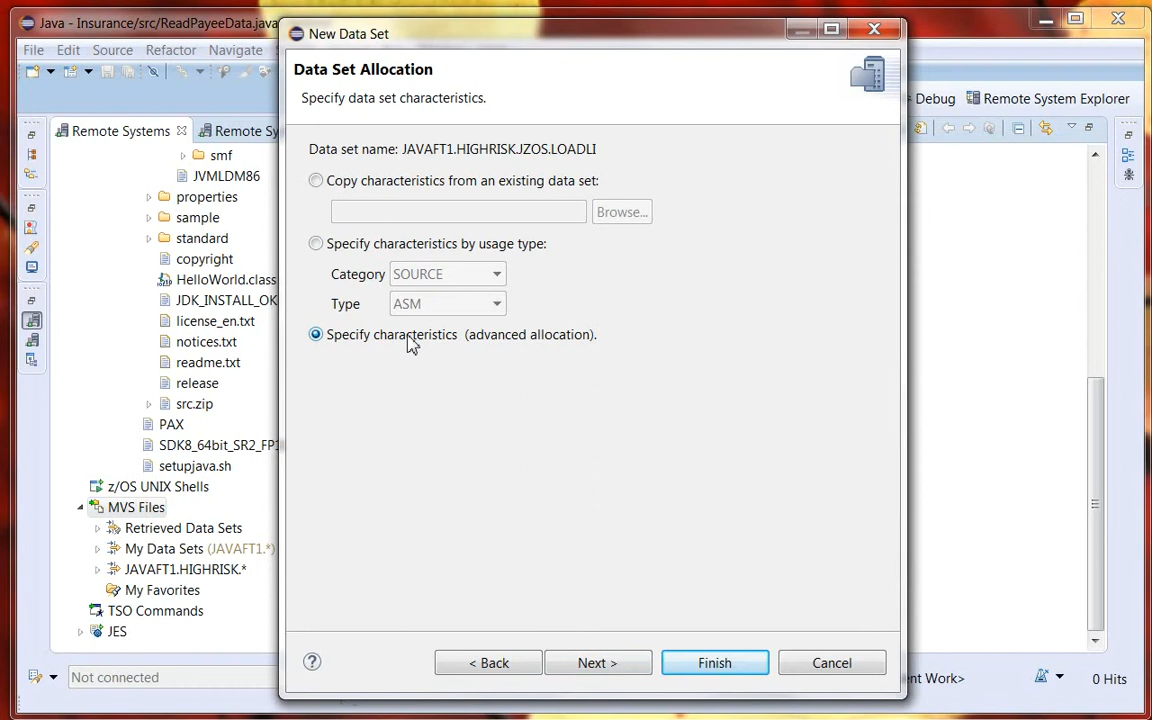 Java - Insurance/src/ReadPayeeData.java
File Edit Source Refactor Navigate
Debug Remote System Explorer
Remote Systems Remote Sy
smf
JVMLDM86
properties
sample
standard
copyright
HelloWorld.class
JDK_INSTALL_OK
license_en.txt
notices.txt
readme.txt
release
src.zip
PAX
SDK8_64bit_SR2_FP1
setupjava.sh
z/OS UNIX Shells
MVS Files
Retrieved Data Sets
My Data Sets (JAVAFT1.*)
JAVAFT1.HIGHRISK.*
My Favorites
TSO Commands
JES
Not connected
New Data Set
Data Set Allocation
Specify data set characteristics.
Data set name: JAVAFT1.HIGHRISK.JZOS.LOADLI
Copy characteristics from an existing data set:
Browse...
Specify characteristics by usage type:
Category SOURCE
Type ASM
Specify characteristics (advanced allocation).
? < Back Next > Finish Cancel
ent Work> 0 Hits